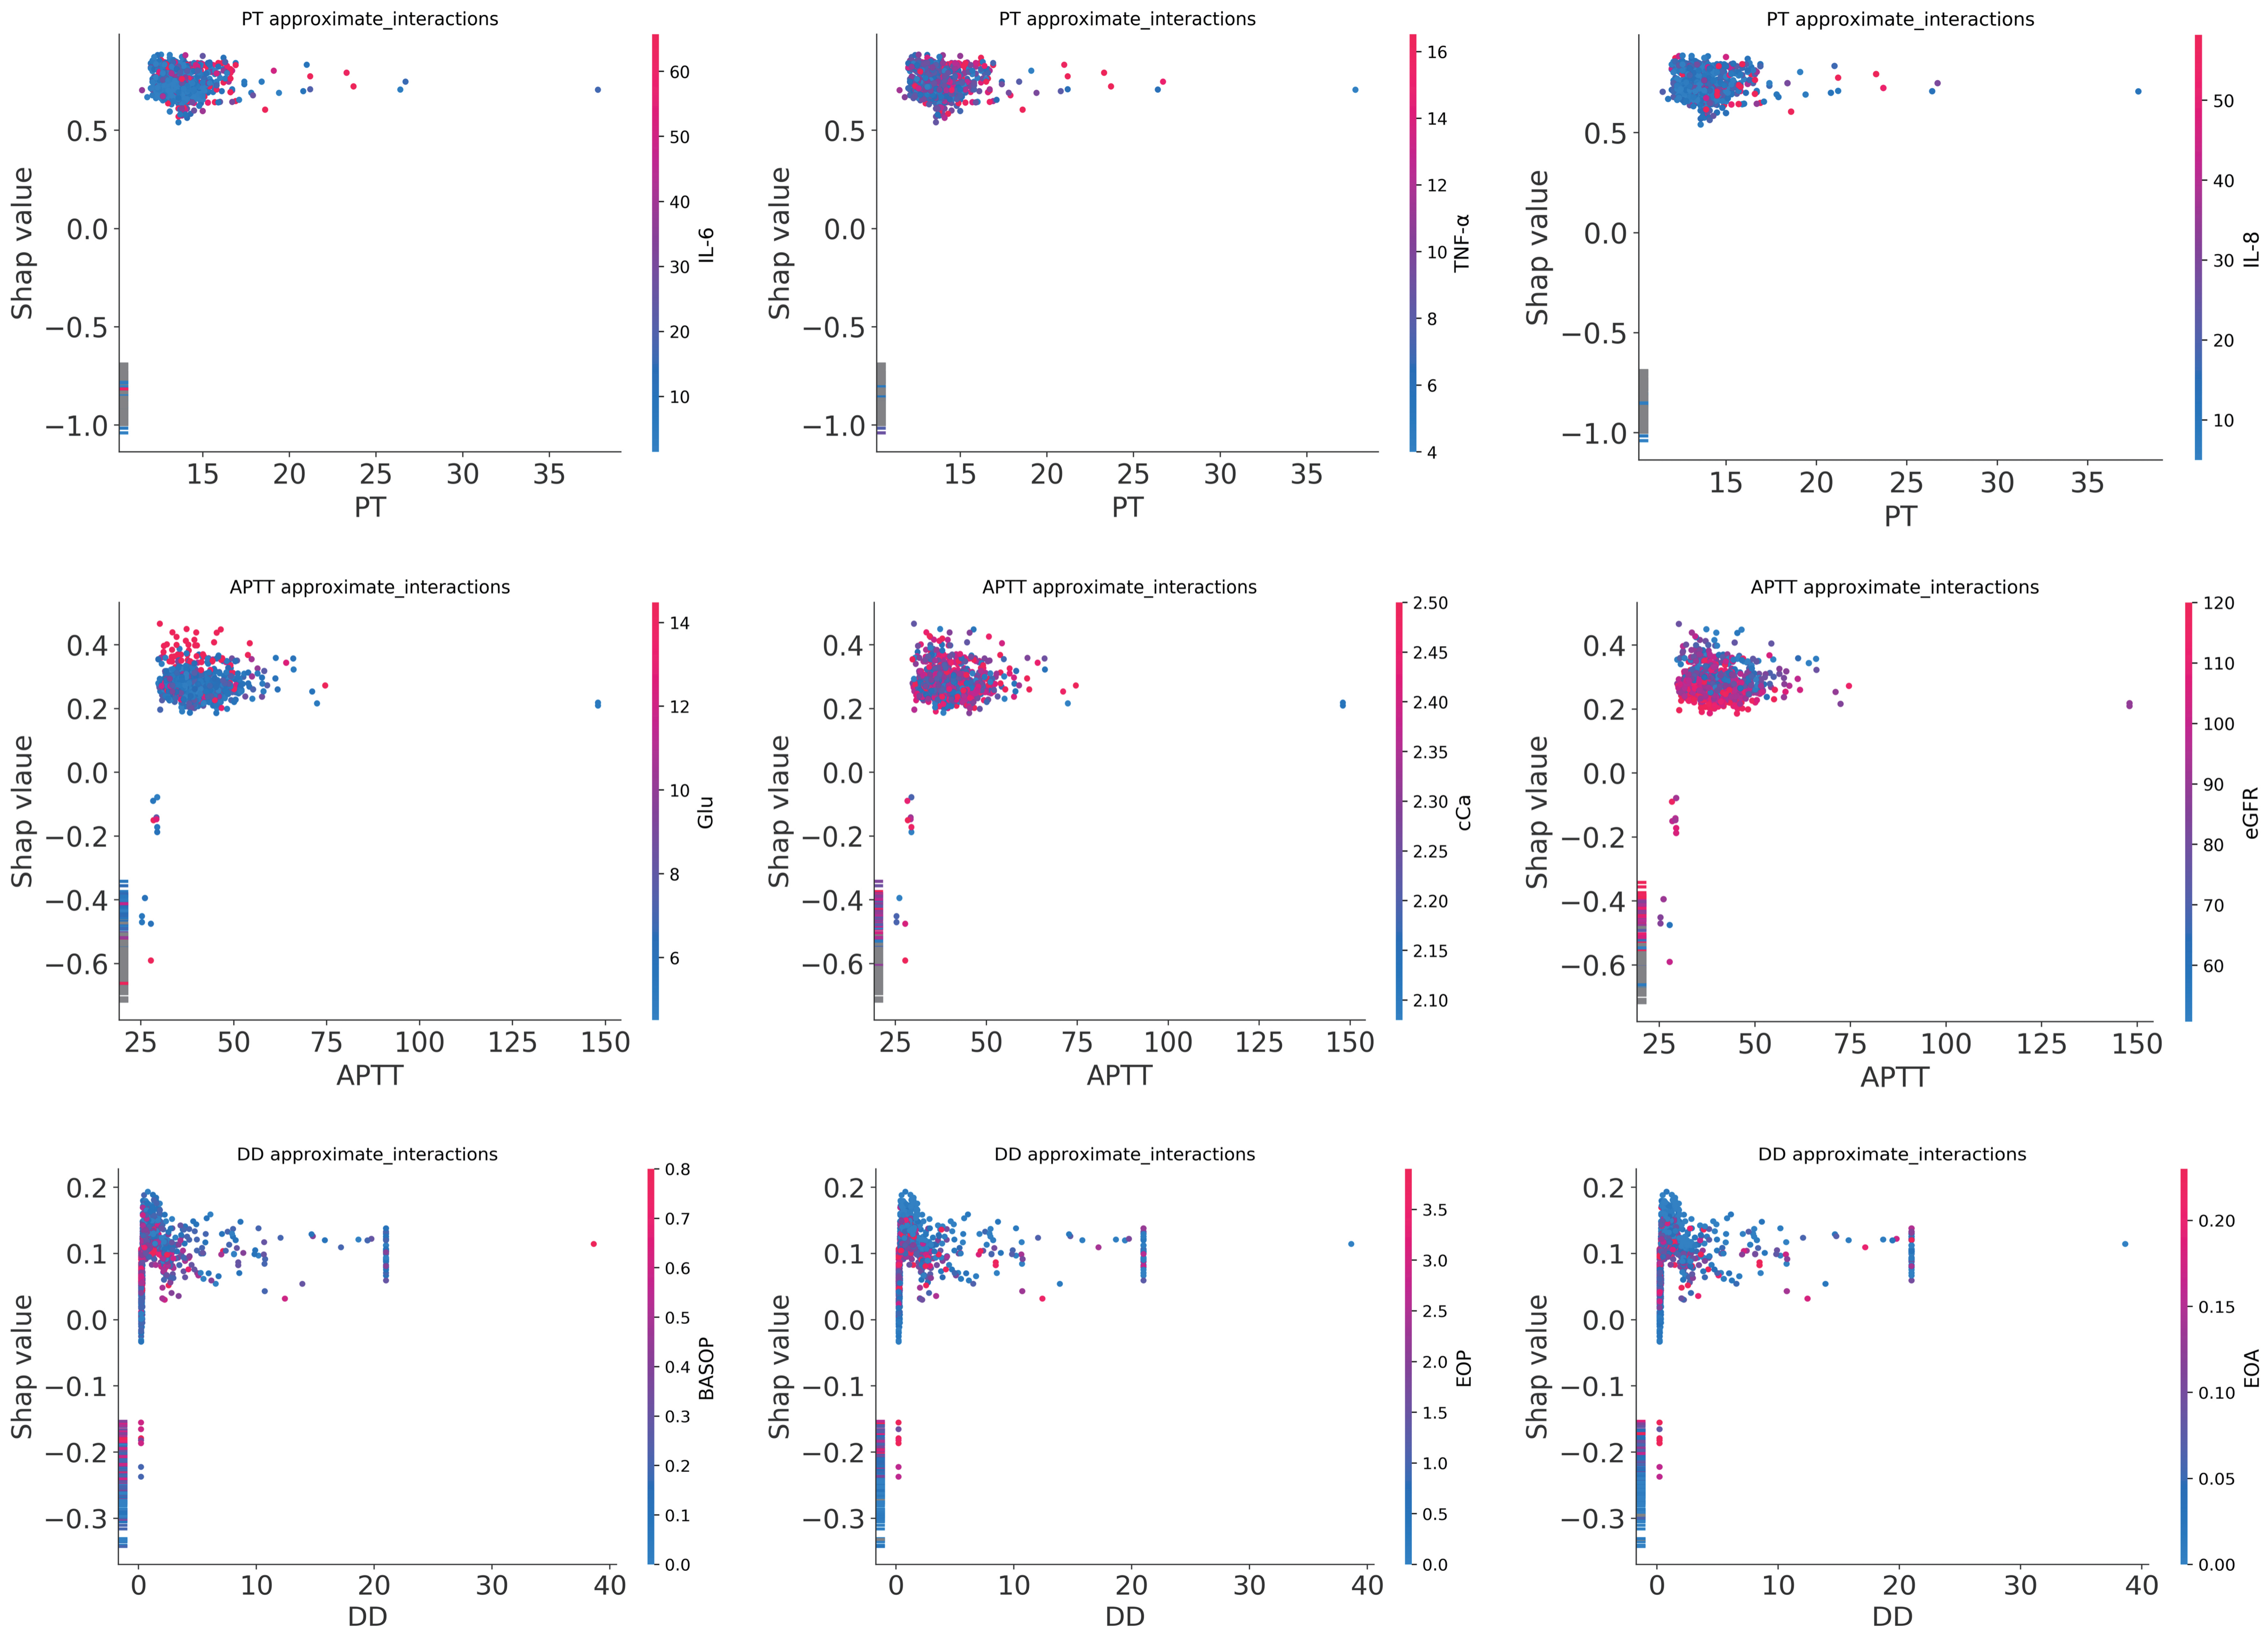 PT approximate_interactions
Shap value
0.5
0.0
−0.5
−1.0
15 20 25 30 35
PT
60
50
40
30
20
10
IL-6
PT approximate_interactions
Shap value
0.5
0.0
−0.5
−1.0
15 20 25 30 35
PT
16
14
12
10
8
6
4
TNF-α
PT approximate_interactions
Shap value
0.5
0.0
−0.5
−1.0
15 20 25 30 35
PT
50
40
30
20
10
IL-8
APTT approximate_interactions
Shap vlaue
0.4
0.2
0.0
−0.2
−0.4
−0.6
25 50 75 100 125 150
APTT
14
12
10
8
6
Glu
APTT approximate_interactions
Shap vlaue
0.4
0.2
0.0
−0.2
−0.4
−0.6
25 50 75 100 125 150
APTT
2.50
2.45
2.40
2.35
2.30
2.25
2.20
2.15
2.10
cCa
APTT approximate_interactions
Shap vlaue
0.4
0.2
0.0
−0.2
−0.4
−0.6
25 50 75 100 125 150
APTT
120
110
100
90
80
70
60
eGFR
DD approximate_interactions
Shap value
0.2
0.1
0.0
−0.1
−0.2
−0.3
0 10 20 30 40
DD
0.8
0.7
0.6
0.5
0.4
0.3
0.2
0.1
0.0
BASOP
DD approximate_interactions
Shap value
0.2
0.1
0.0
−0.1
−0.2
−0.3
0 10 20 30 40
DD
3.5
3.0
2.5
2.0
1.5
1.0
0.5
0.0
EOP
DD approximate_interactions
Shap value
0.2
0.1
0.0
−0.1
−0.2
−0.3
0 10 20 30 40
DD
0.20
0.15
0.10
0.05
0.00
EOA